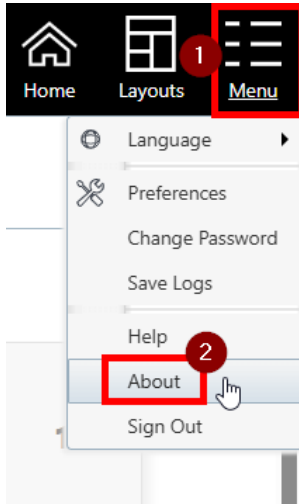 1
Home Layouts Menu
Language
Preferences
Change Password
Save Logs
Help
2
About
Sign Out